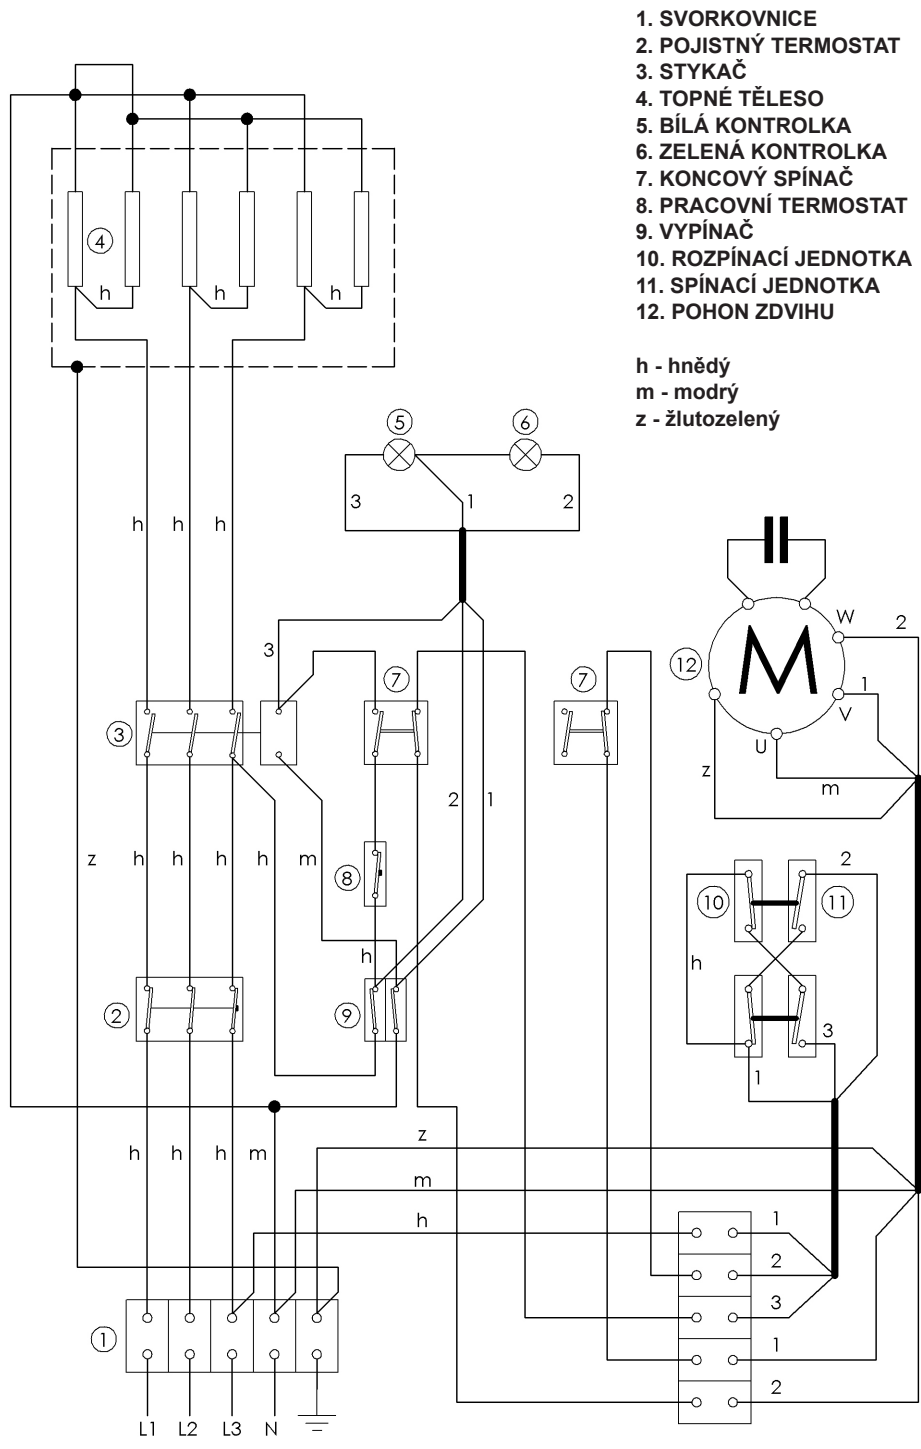 1. SVORKOVNICE
2. POJISTNÝ TERMOSTAT
3. STYKAČ
4. TOPNÉ TĚLESO
5. BÍLÁ KONTROLKA
6. ZELENÁ KONTROLKA
7. KONCOVÝ SPÍNAČ
8. PRACOVNÍ TERMOSTAT
9. VYPÍNAČ
10. ROZPÍNACÍ JEDNOTKA
11. SPÍNACÍ JEDNOTKA
12. POHON ZDVIHU
h - hnědý
m - modrý
z - žlutozelený
4
h h h
5 6
3 1 2
h h h
W 2
3
7 7 12 M 1
V
3
U
z m
2 1
z h h h h m
8
2
10 11
h
h
2 9
3
1
z
h h h m
m
h 1
2
3
1
1
2
L1 L2 L3 N